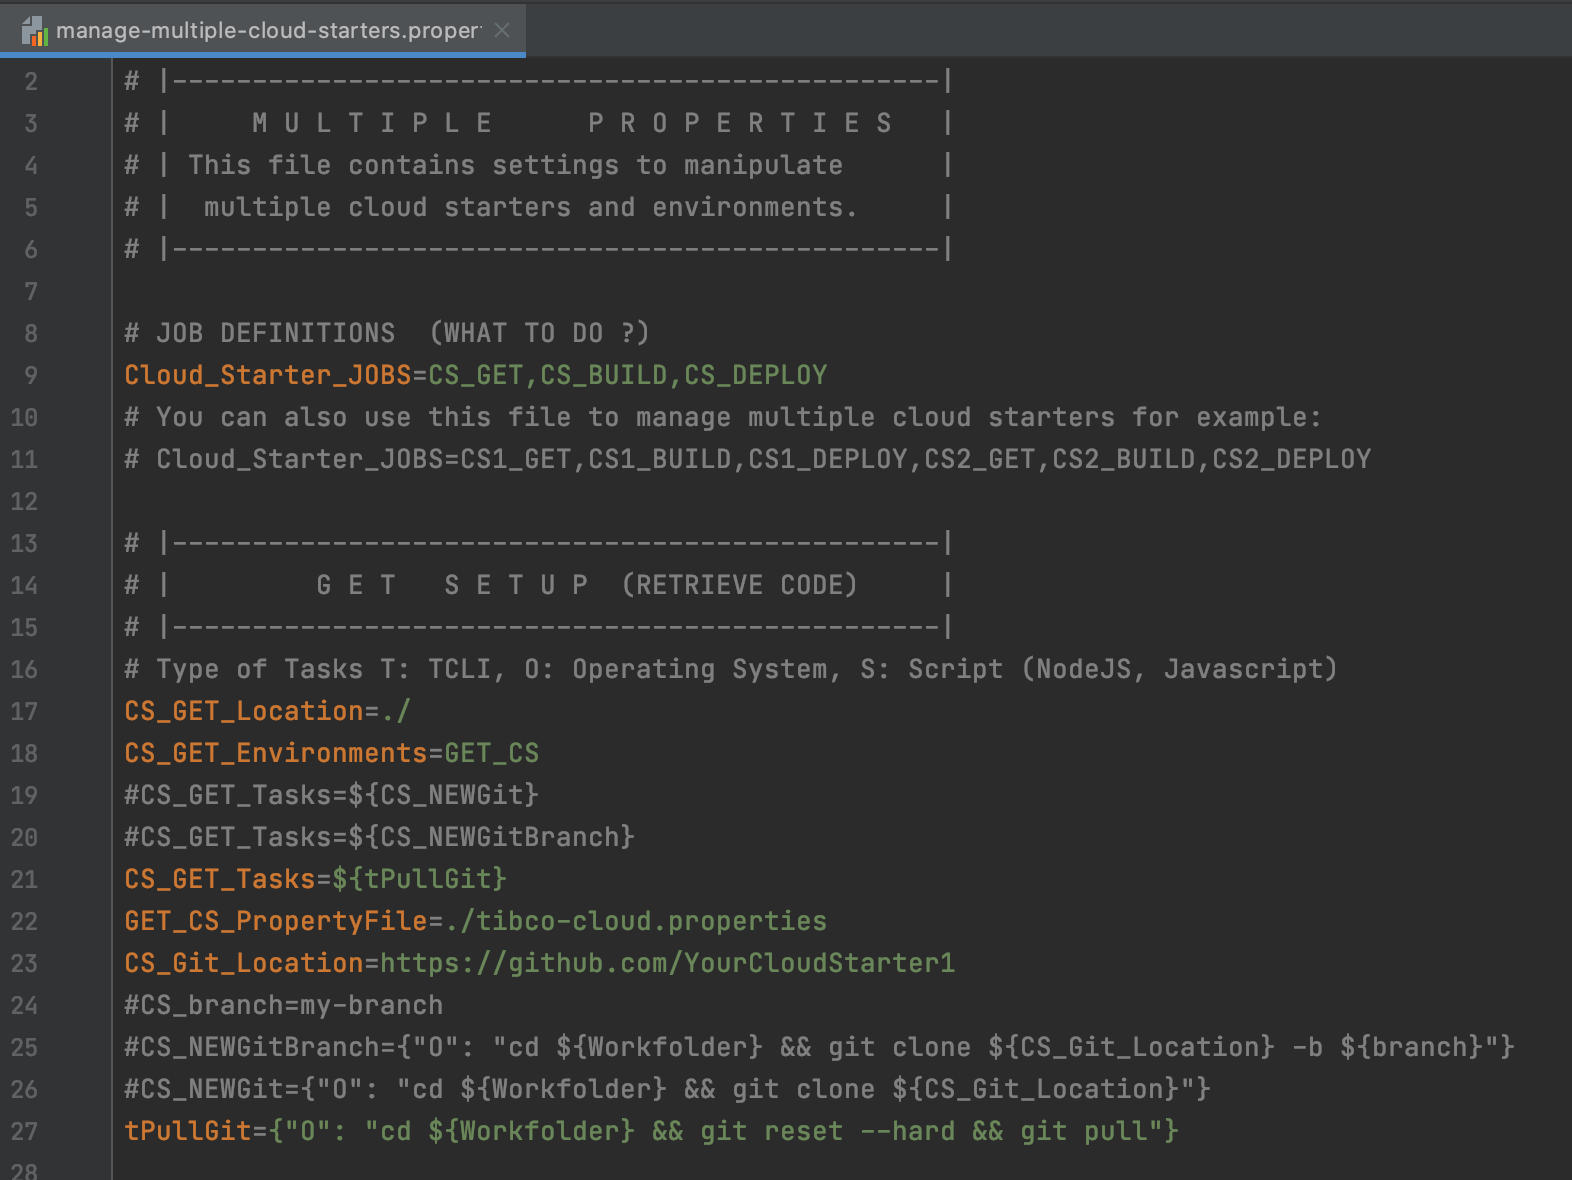 manage-multiple-cloud-starters.proper
2 # |------------------------------------------------|
3 # |     M U L T I P L E      P R O P E R T I E S   |
4 # | This file contains settings to manipulate      |
5 # |  multiple cloud starters and environments.     |
6 # |------------------------------------------------|
7
8 # JOB DEFINITIONS  (WHAT TO DO ?)
9 Cloud_Starter_JOBS=CS_GET,CS_BUILD,CS_DEPLOY
10 # You can also use this file to manage multiple cloud starters for example:
11 # Cloud_Starter_JOBS=CS1_GET,CS1_BUILD,CS1_DEPLOY,CS2_GET,CS2_BUILD,CS2_DEPLOY
12
13 # |------------------------------------------------|
14 # |         G E T   S E T U P  (RETRIEVE CODE)     |
15 # |------------------------------------------------|
16 # Type of Tasks T: TCLI, O: Operating System, S: Script (NodeJS, Javascript)
17 CS_GET_Location=./
18 CS_GET_Environments=GET_CS
19 #CS_GET_Tasks=${CS_NEWGit}
20 #CS_GET_Tasks=${CS_NEWGitBranch}
21 CS_GET_Tasks=${tPullGit}
22 GET_CS_PropertyFile=./tibco-cloud.properties
23 CS_Git_Location=https://github.com/YourCloudStarter1
24 #CS_branch=my-branch
25 #CS_NEWGitBranch={"O": "cd ${Workfolder} && git clone ${CS_Git_Location} -b ${branch}"}
26 #CS_NEWGit={"O": "cd ${Workfolder} && git clone ${CS_Git_Location}"}
27 tPullGit={"O": "cd ${Workfolder} && git reset --hard && git pull"}
28